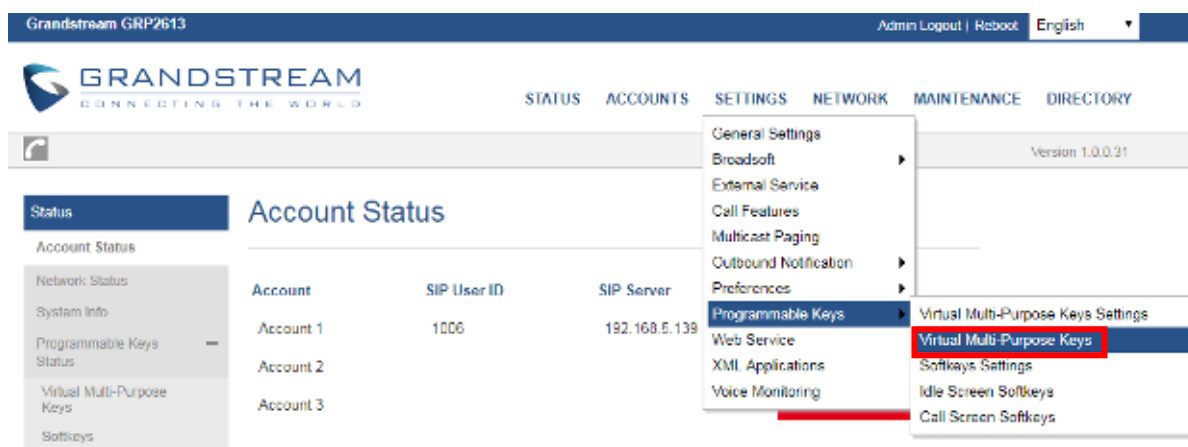 Grandstream GRP2613
Admin Logout | Reboot English
GRANDSTREAM
CONNECTING THE WORLD
STATUS ACCOUNTS SETTINGS NETWORK MAINTENANCE DIRECTORY
Version 1.0.0.31
General Settings
Broadsoft
External Service
Call Features
Multicast Paging
Outbound Notification
Preferences
Programmable Keys
Web Service
XML Applications
Voice Monitoring
Virtual Multi-Purpose Keys Settings
Virtual Multi-Purpose Keys
Softkeys Settings
Idle Screen Softkeys
Call Screen Softkeys
Status
Account Status
Network Status
System Info
Programmable Keys
Status
Virtual Multi-Purpose
Keys
Softkeys
Account Status
Account SIP User ID SIP Server
Account 1 1006 192.168.5.139
Account 2
Account 3